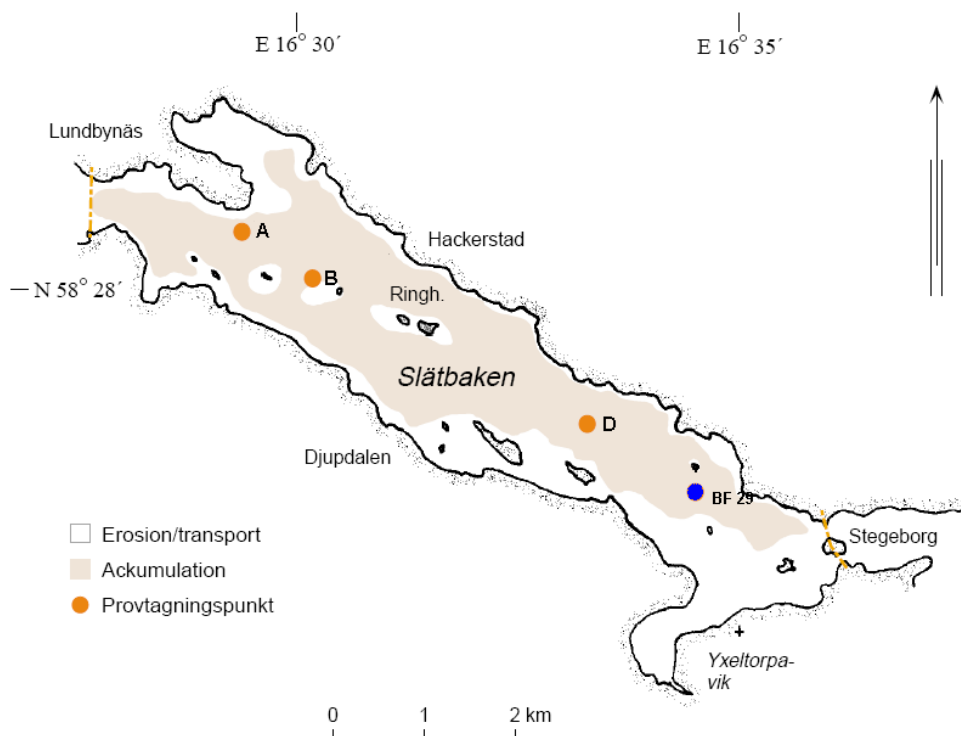 E 16° 30´
E 16° 35´
Lundbynäs
A
Hackerstad
B
N 58° 28´
Ringh.
Slätbaken
D
Djupdalen
BF 29
Erosion/transport
Stegeborg
Ackumulation
Provtagningspunkt
Yxeltorpa-
vik
0 1 2 km